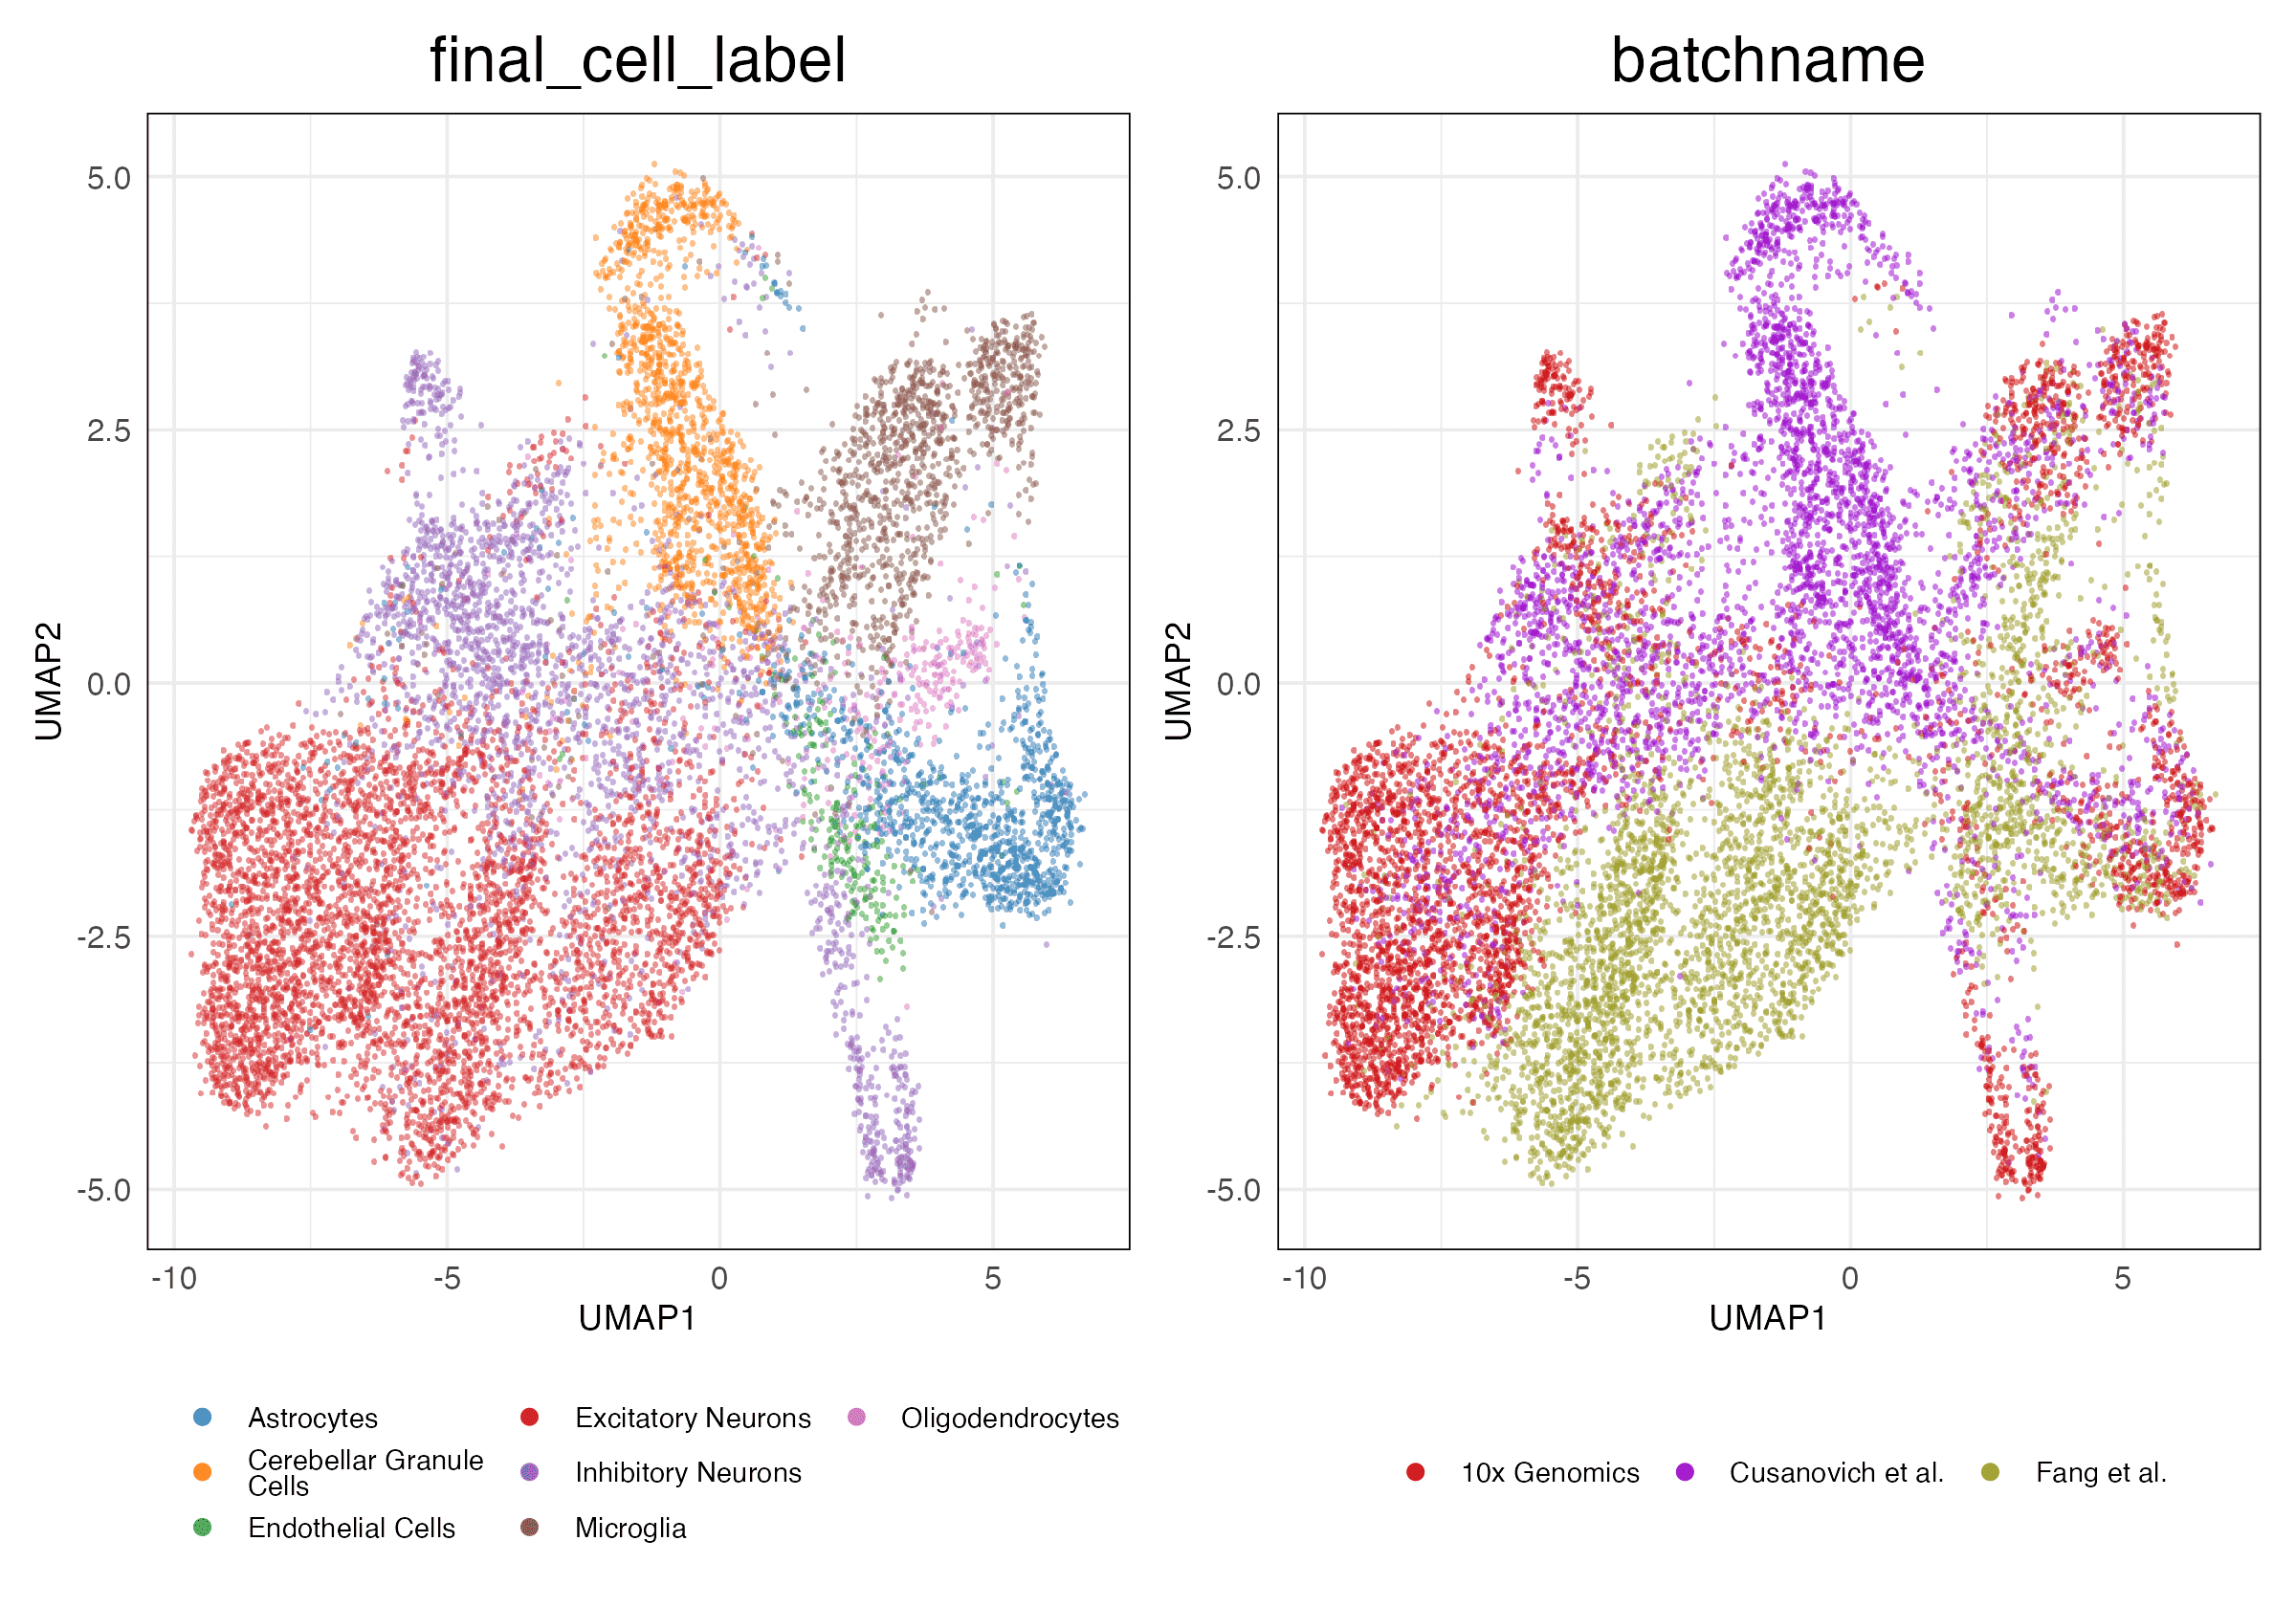 final_cell_label
batchname
5.0
2.5
0.0
-2.5
-5.0
UMAP2
-10
-5
0
5
UMAP1
5.0
2.5
0.0
-2.5
-5.0
UMAP2
-10
-5
0
5
UMAP1
Astrocytes
Cerebellar Granule
Cells
Endothelial Cells
Excitatory Neurons
Inhibitory Neurons
Microglia
Oligodendrocytes
10x Genomics
Cusanovich et al.
Fang et al.